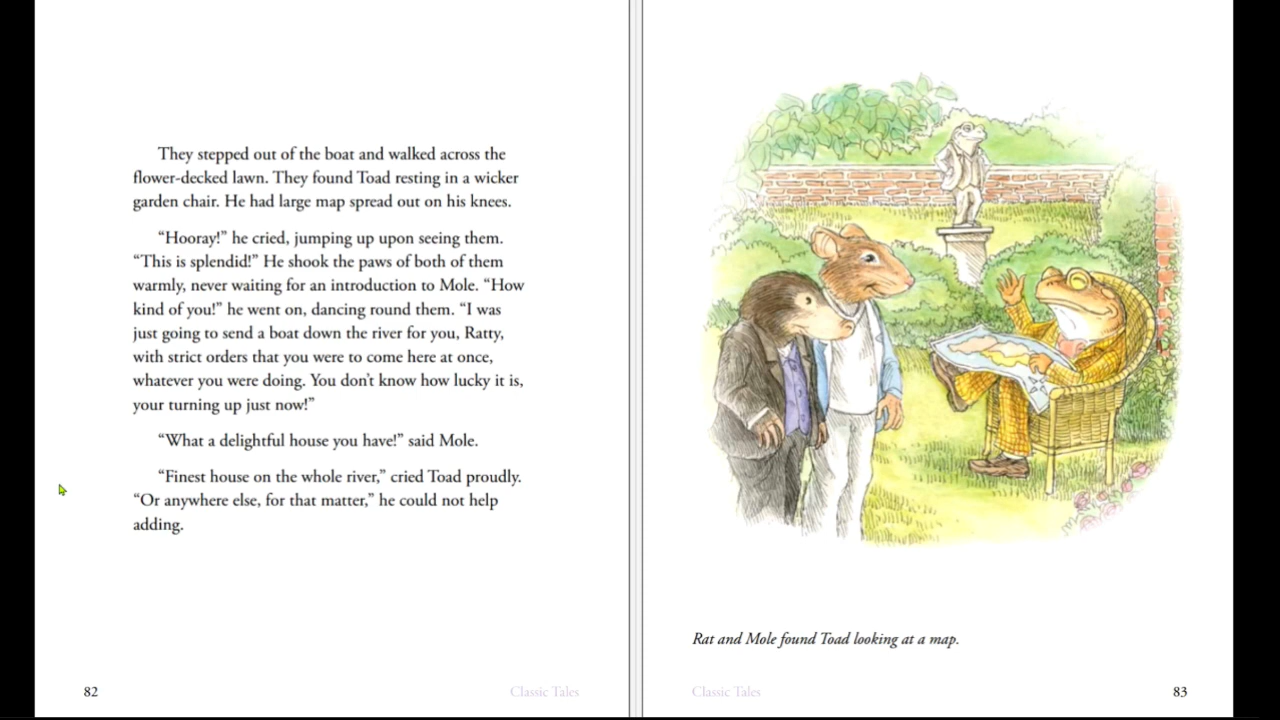 They stepped out of the boat and walked across the
flower-decked lawn. They found Toad resting in a wicker
garden chair. He had large map spread out on his knees.
“Hooray!” he cried, jumping up upon seeing them.
“This is splendid!” He shook the paws of both of them
warmly, never waiting for an introduction to Mole. “How
kind of you!” he went on, dancing round them. “I was
just going to send a boat down the river for you, Ratty,
with strict orders that you were to come here at once,
whatever you were doing. You don’t know how lucky it is,
your turning up just now!”
“What a delightful house you have!” said Mole.
“Finest house on the whole river,” cried Toad proudly.
“Or anywhere else, for that matter,” he could not help
adding.
82
Classic Tales
Rat and Mole found Toad looking at a map.
Classic Tales
83